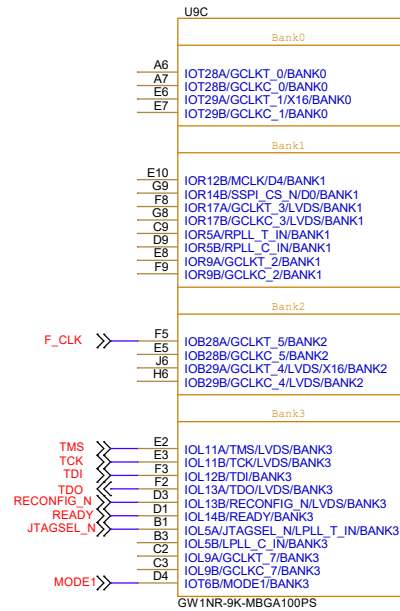 U9C
Bank0
A6 IOT28A/GCLKT_0/BANK0
A7 IOT28B/GCLKC_0/BANK0
E6 IOT29A/GCLKT_1/X16/BANK0
E7 IOT29B/GCLKC_1/BANK0
Bank1
E10 IOR12B/MCLK/D4/BANK1
G9 IOR14B/SSPI_CS_N/D0/BANK1
F8 IOR17A/GCLKT_3/LVDS/BANK1
G8 IOR17B/GCLKC_3/LVDS/BANK1
C9 IOR5A/RPLL_T_IN/BANK1
D9 IOR5B/RPLL_C_IN/BANK1
E8 IOR9A/GCLKT_2/BANK1
F9 IOR9B/GCLKC_2/BANK1
Bank2
F_CLK F5 IOB28A/GCLKT_5/BANK2
E5 IOB28B/GCLKC_5/BANK2
J6 IOB29A/GCLKT_4/LVDS/X16/BANK2
H6 IOB29B/GCLKC_4/LVDS/BANK2
Bank3
TMS E2 IOL11A/TMS/LVDS/BANK3
TCK E3 IOL11B/TCK/LVDS/BANK3
TDI F3 IOL12B/TDI/BANK3
TDO F2 IOL13A/TDO/LVDS/BANK3
RECONFIG_N D3 IOL13B/RECONFIG_N/LVDS/BANK3
READY D1 IOL14B/READY/BANK3
JTAGSEL_N B1 IOL5A/JTAGSEL_N/LPLL_T_IN/BANK3
B3 IOL5B/LPLL_C_IN/BANK3
C2 IOL9A/GCLKT_7/BANK3
C3 IOL9B/GCLKC_7/BANK3
MODE1 D4 IOT6B/MODE1/BANK3
GW1NR-9K-MBGA100PS